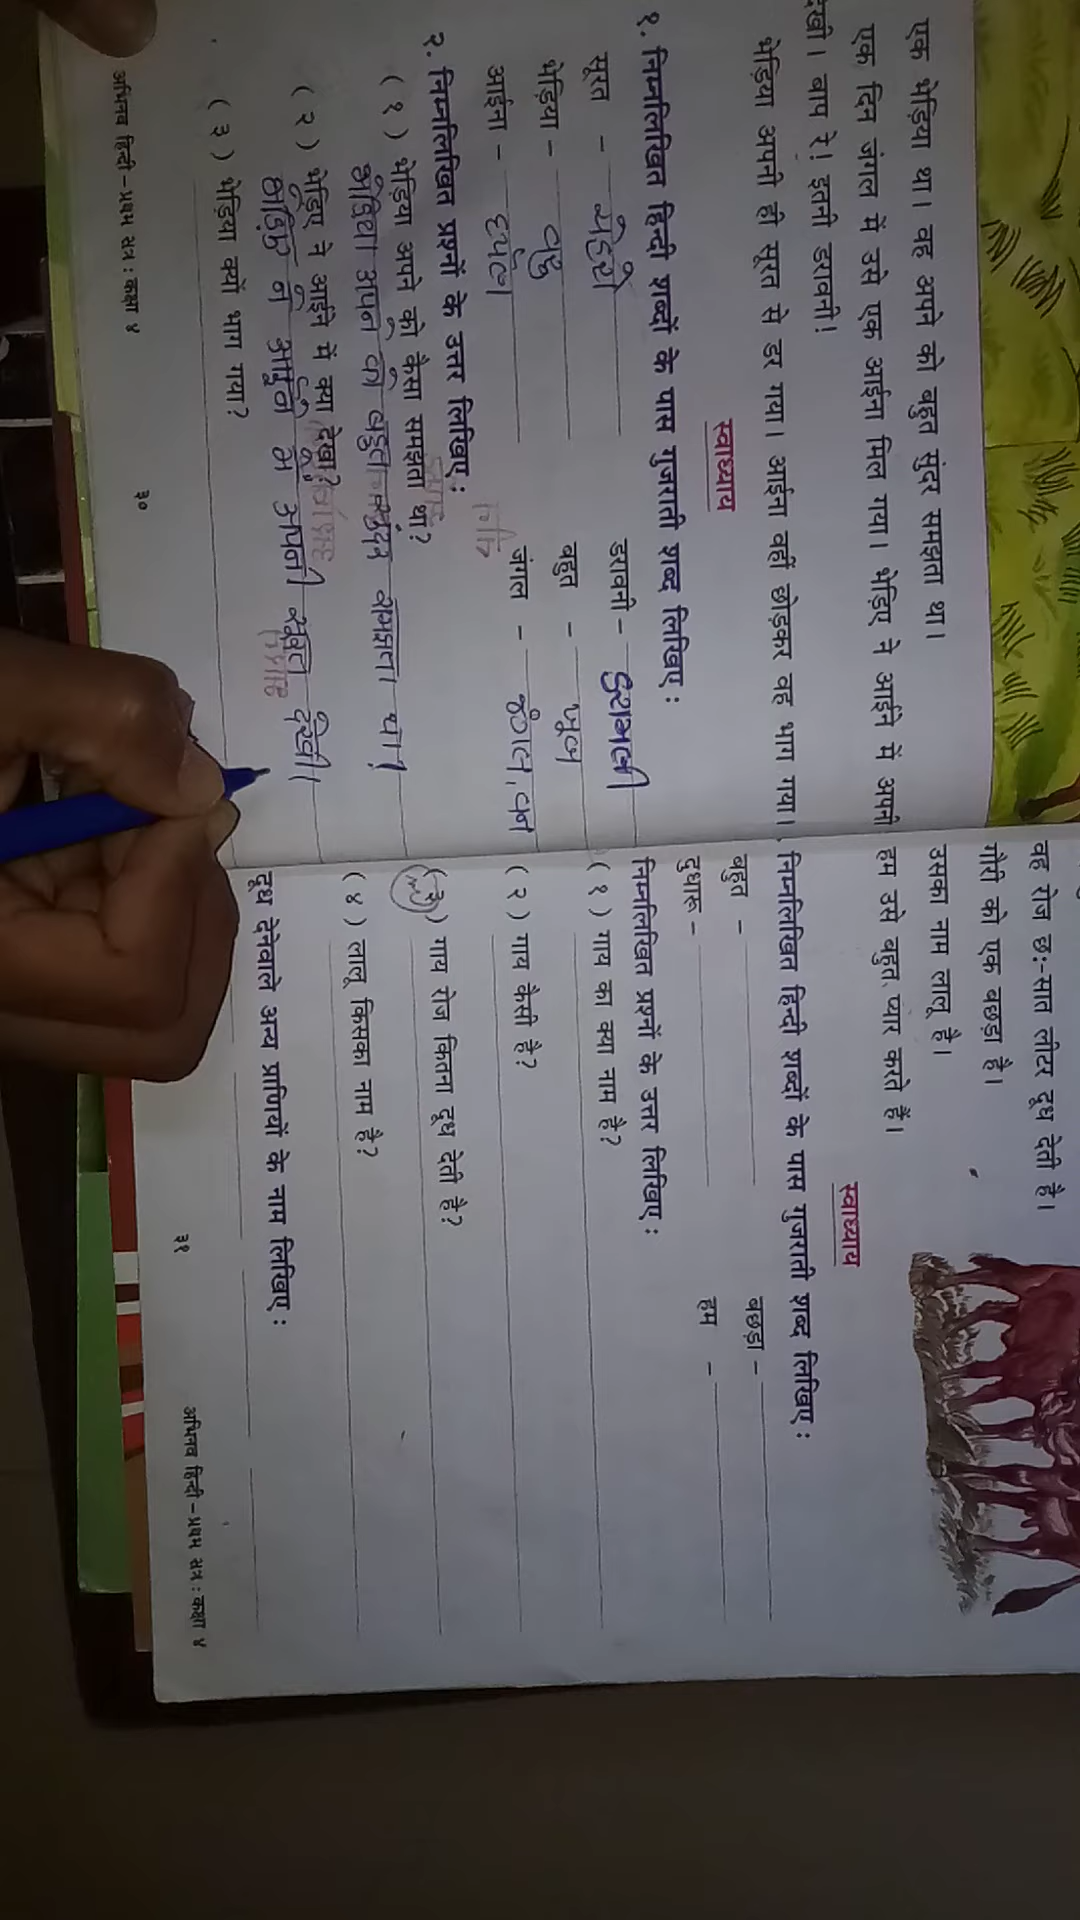 एक भेड़िया था। वह अपने को बहुत सुंदर समझता था।
एक दिन जंगल में उसे एक आईना मिल गया। भेड़िए ने आईने में अपनी
देखी। बाप रे! इतनी डरावनी!
भेड़िया अपनी ही सूरत से डर गया। आईना वहीं छोड़कर वह भाग गया।
स्वाध्याय
१. निम्नलिखित हिन्दी शब्दों के पास गुजराती शब्द लिखिए :
सूरत - ચેહરો डरावनी -
भेड़िया - વરુ बहुत - ખુબ
आईना - દર્પણ जंगल - જંગલ, વન
२. निम्नलिखित प्रश्नों के उत्तर लिखिए :
( १ ) भेड़िया अपने को कैसा समझता था?
भेड़िया अपने को बहुत सुंदर समझता था।
( २ ) भेड़िए ने आईने में क्या देखा?
भेड़िए ने आईने में अपनी सूरत देखी।
( ३ ) भेड़िया क्यों भाग गया?
३०
अभिनव हिन्दी-प्रथम सत्र : कक्षा ४
वह रोज छः-सात लीटर दूध देती है।
गौरी को एक बछड़ा है।
उसका नाम लालू है।
हम उसे बहुत प्यार करते हैं।
स्वाध्याय
निम्नलिखित हिन्दी शब्दों के पास गुजराती शब्द लिखिए :
बहुत - बछड़ा -
दुधारू - हम -
निम्नलिखित प्रश्नों के उत्तर लिखिए :
( १ ) गाय का क्या नाम है?
( २ ) गाय कैसी है?
( ३ ) गाय रोज कितना दूध देती है?
( ४ ) लालू किसका नाम है?
दूध देनेवाले अन्य प्राणियों के नाम लिखिए :
३१
अभिनव हिन्दी-प्रथम सत्र : कक्षा ४